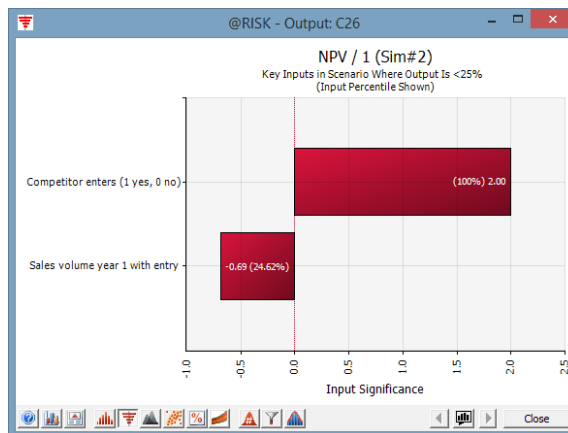 @RISK - Output: C26
NPV / 1 (Sim#2)
Key Inputs in Scenario Where Output Is <25%
(Input Percentile Shown)
Competitor enters (1 yes, 0 no)
(100%) 2.00
Sales volume year 1 with entry
-0.69 (24.62%)
-1.0
-0.5
0.0
0.5
1.0
1.5
2.0
2.5
Input Significance
Close